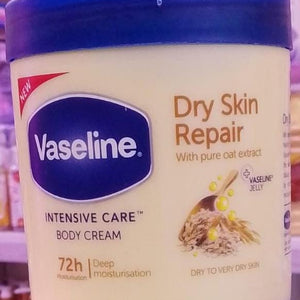 NEW
Vaseline®
INTENSIVE CARE™
BODY CREAM
72h
Moisturisation
Deep
moisturisation
Dry Skin
Repair
With pure oat extract
+
VASELINE®
JELLY
DRY TO VERY DRY SKIN